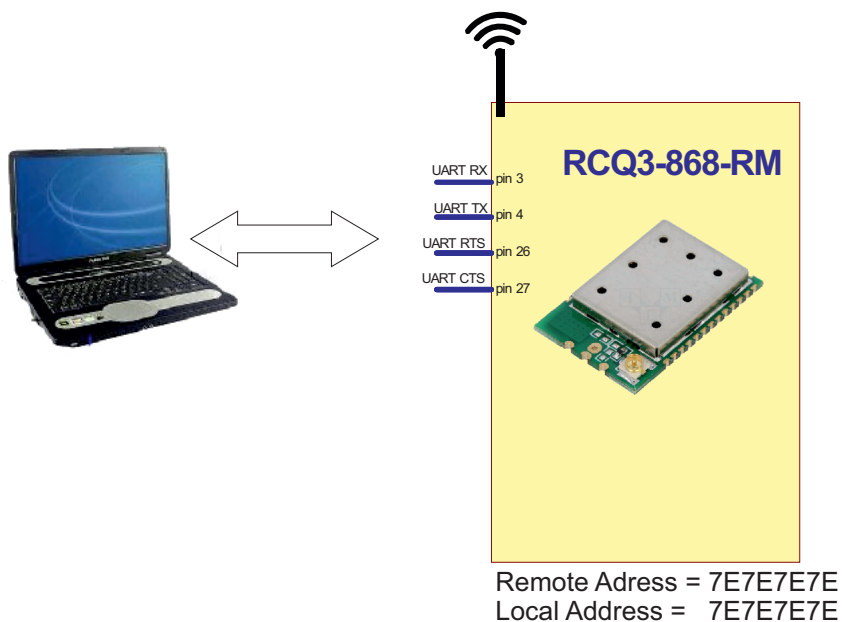 RCQ3-868-RM
UART RX pin 3
UART TX pin 4
UART RTS pin 26
UART CTS pin 27
Remote Adress = 7E7E7E7E
Local Address = 7E7E7E7E